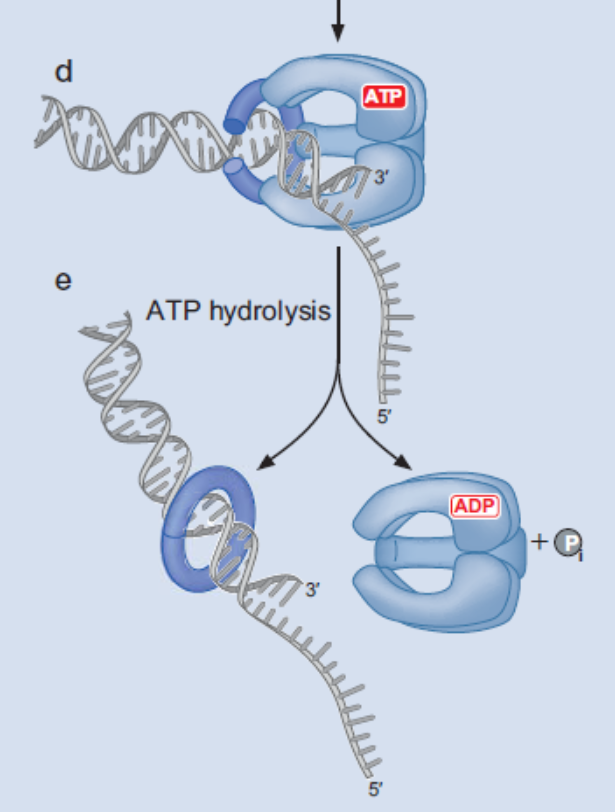 d
ATP
3′
e
ATP hydrolysis
5′
ADP
+ Pi
3′
5′